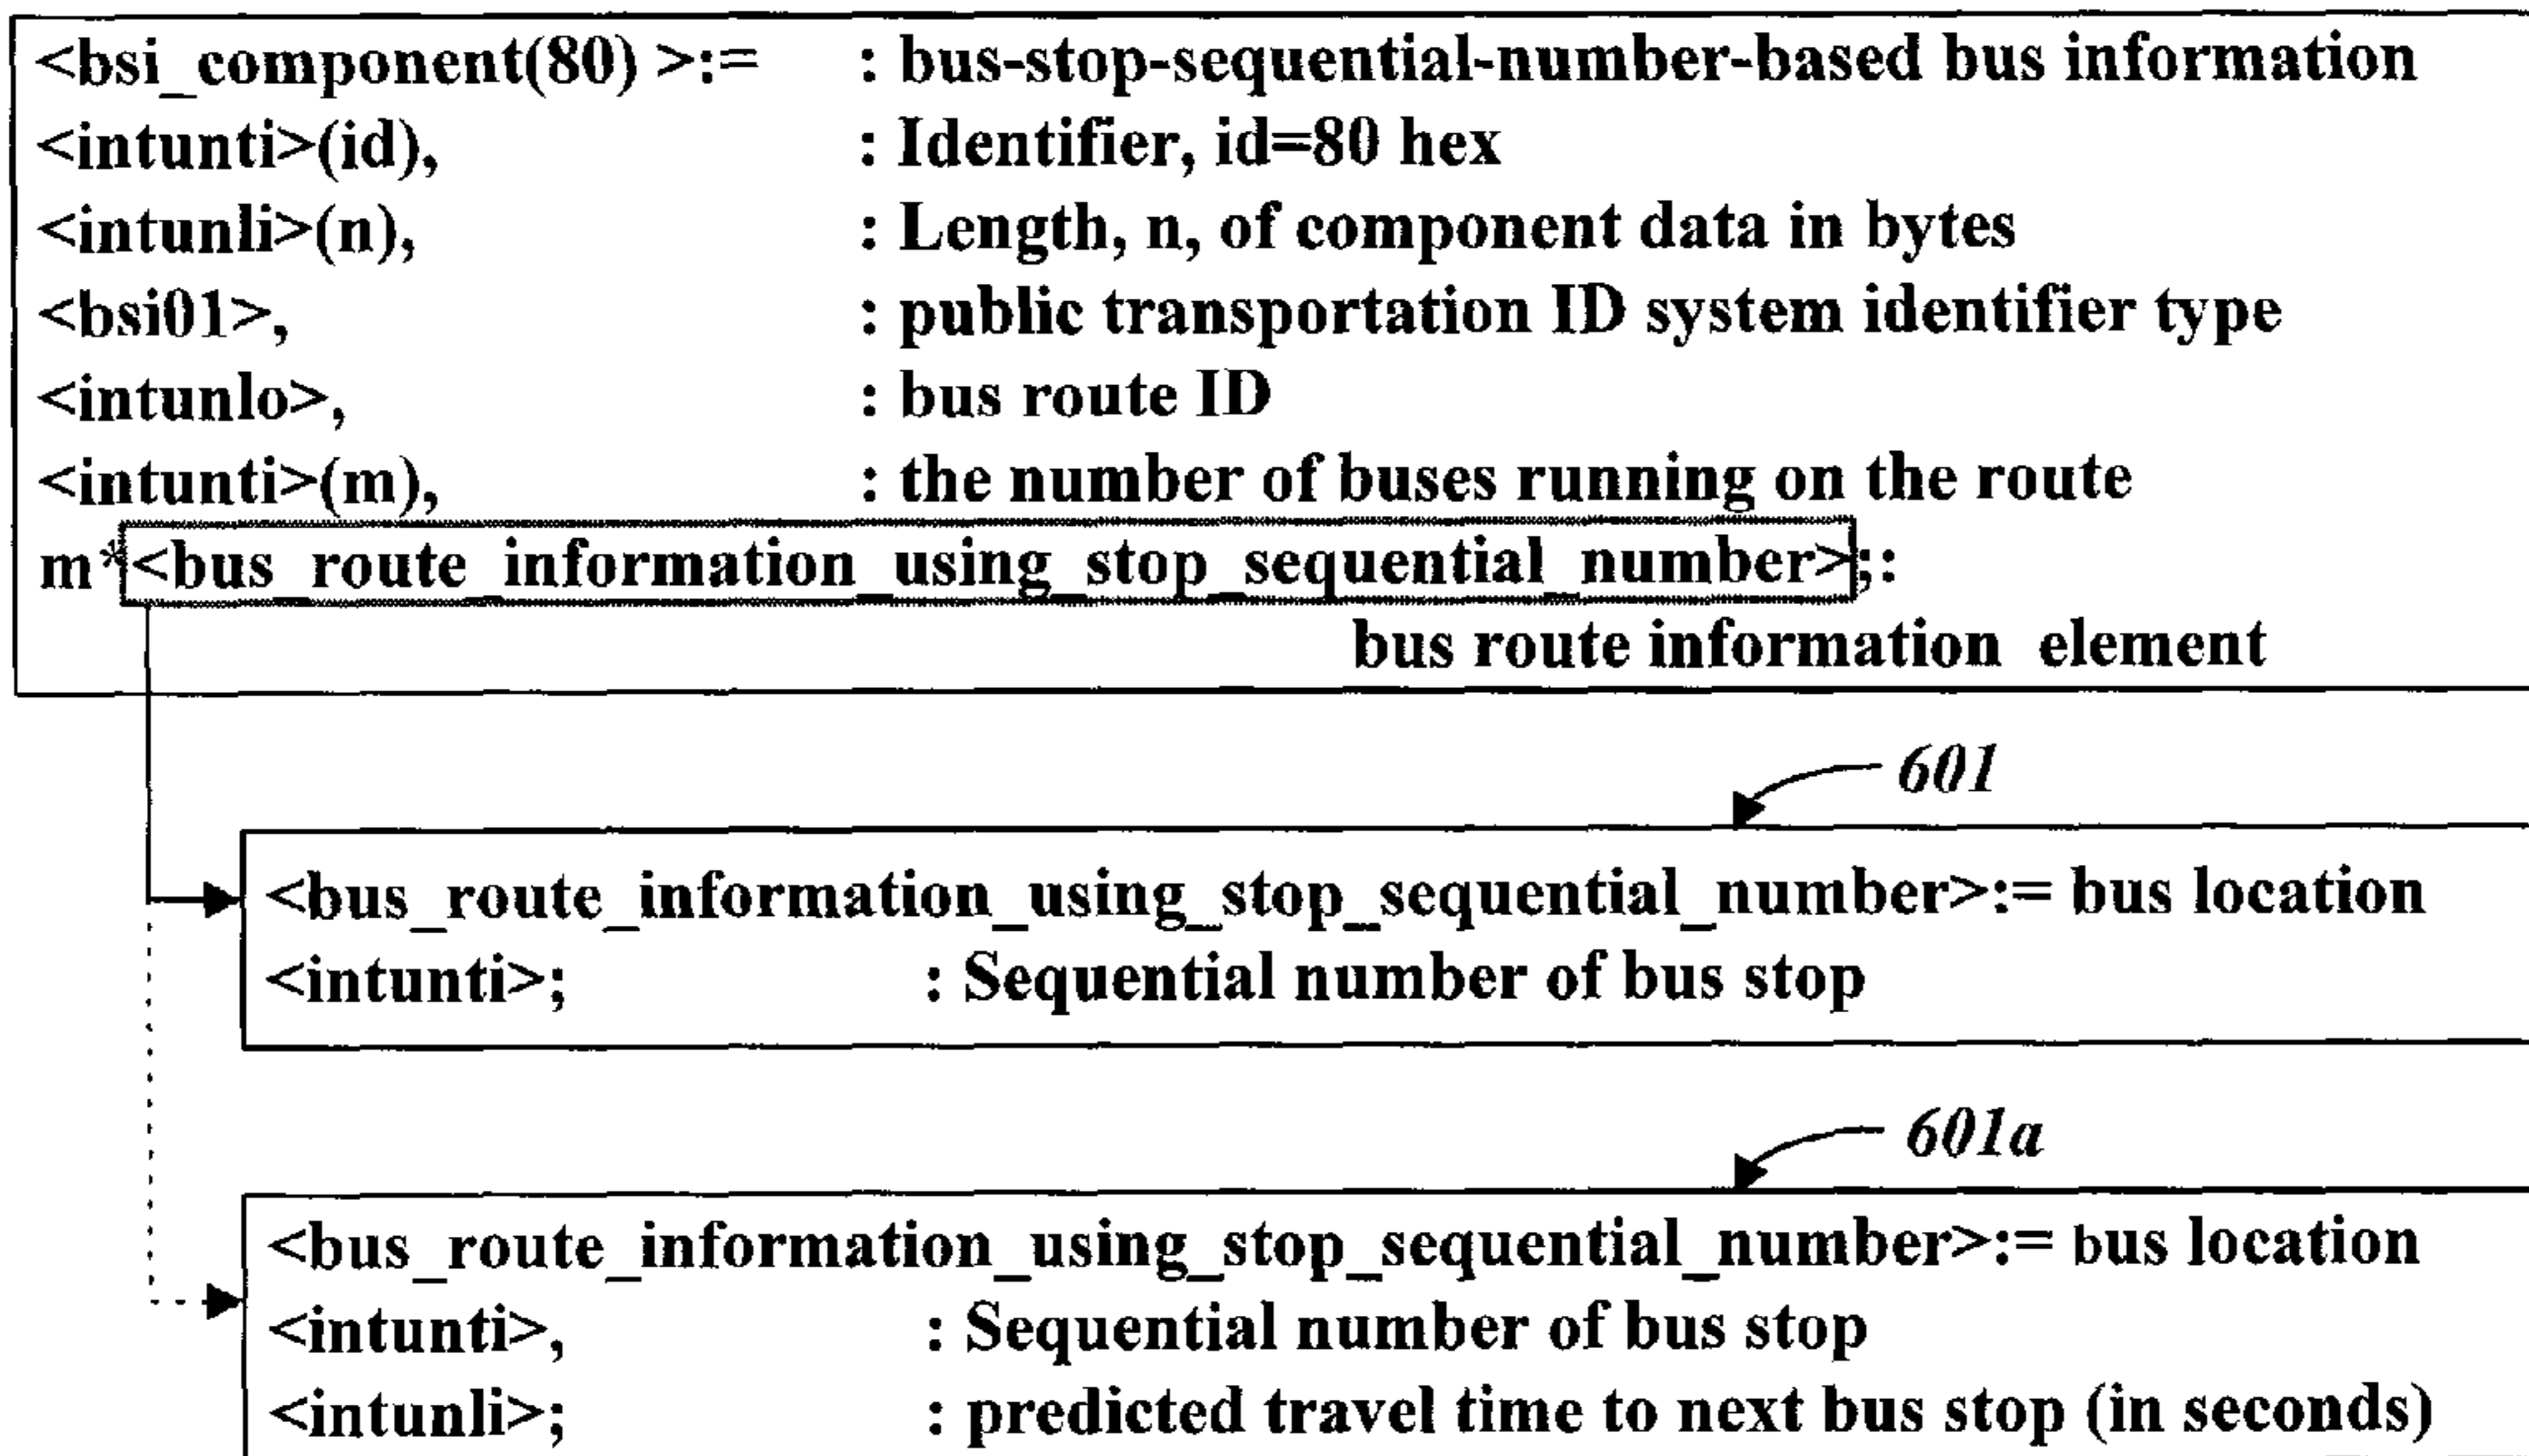 <bsi_component(80) >:= : bus-stop-sequential-number-based bus information
<intunti>(id), : Identifier, id=80 hex
<intunli>(n), : Length, n, of component data in bytes
<bsi01>, : public transportation ID system identifier type
<intunlo>, : bus route ID
<intunti>(m), : the number of buses running on the route
m*<bus_route_information_using_stop_sequential_number>;:
bus route information element
601
<bus_route_information_using_stop_sequential_number>:= bus location
<intunti>; : Sequential number of bus stop
601a
<bus_route_information_using_stop_sequential_number>:= bus location
<intunti>, : Sequential number of bus stop
<intunli>; : predicted travel time to next bus stop (in seconds)